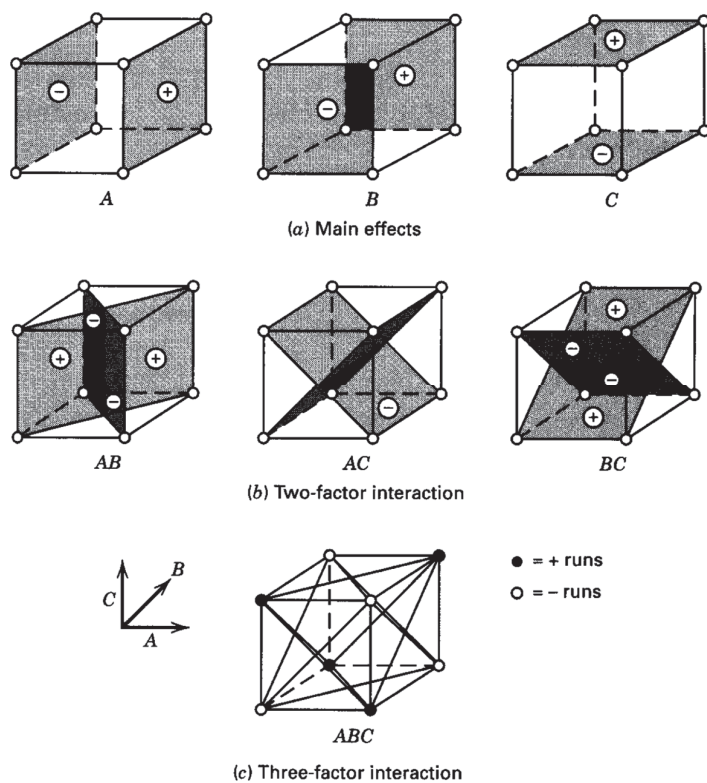 − +
A
− +
B
+
−
C
(a) Main effects
−
+ +
−
AB
−
AC
+
−
−
+
BC
(b) Two-factor interaction
C
B
A
ABC
● = + runs
○ = − runs
(c) Three-factor interaction